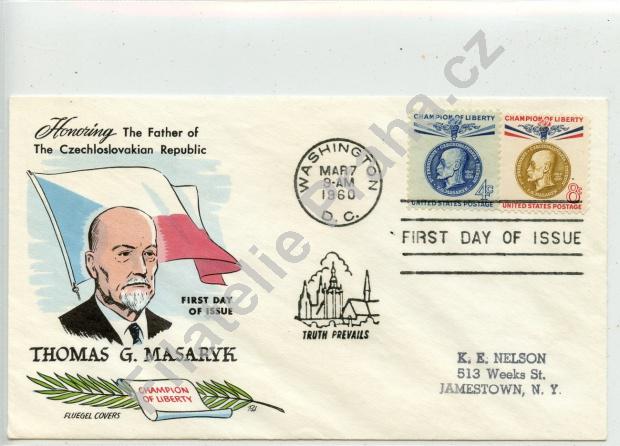 Honoring The Father of
The Czechloslovakian Republic
FIRST DAY
OF ISSUE
THOMAS G. MASARYK
CHAMPION
OF LIBERTY
FLUEGEL COVERS
WASHINGTON
MAR 7
9-AM
1960
D. C.
TRUTH PREVAILS
CHAMPION OF LIBERTY
4¢
UNITED STATES POSTAGE
CHAMPION OF LIBERTY
8¢
UNITED STATES POSTAGE
FIRST DAY OF ISSUE
K. E. NELSON
513 Weeks St.
JAMESTOWN, N. Y.
Filatelie Praha.cz